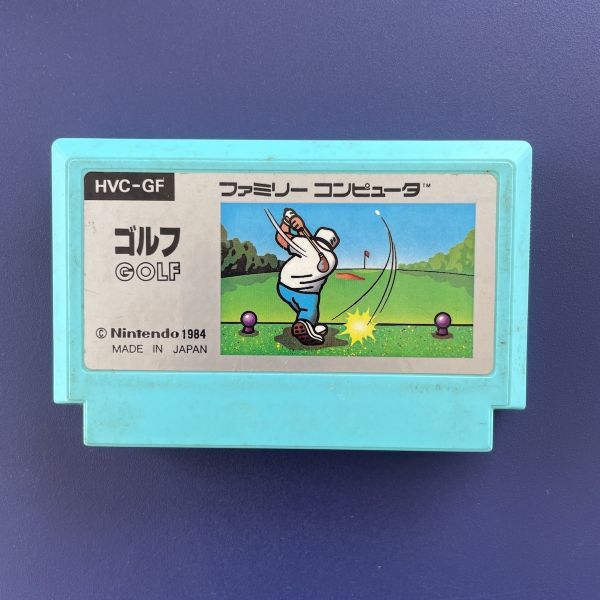 HVC-GF
ファミリー コンピュータ™
ゴルフ
GOLF
© Nintendo 1984
MADE IN JAPAN